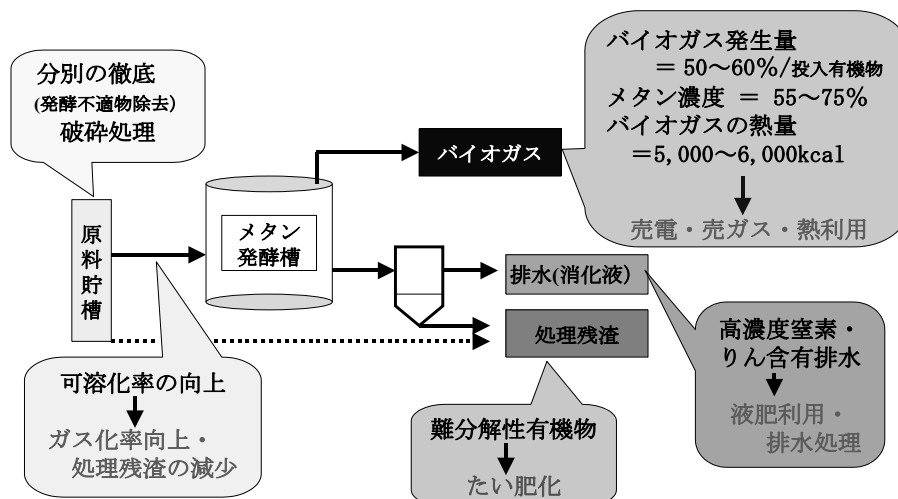 分別の徹底
(発酵不適物除去)
破砕処理
原料貯槽
メタン
発酵槽
バイオガス
バイオガス発生量
＝50〜60%/投入有機物
メタン濃度 ＝ 55〜75%
バイオガスの熱量
＝5,000〜6,000kcal
売電・売ガス・熱利用
排水(消化液)
処理残渣
高濃度窒素・
りん含有排水
液肥利用・
排水処理
可溶化率の向上
ガス化率向上・
処理残渣の減少
難分解性有機物
たい肥化